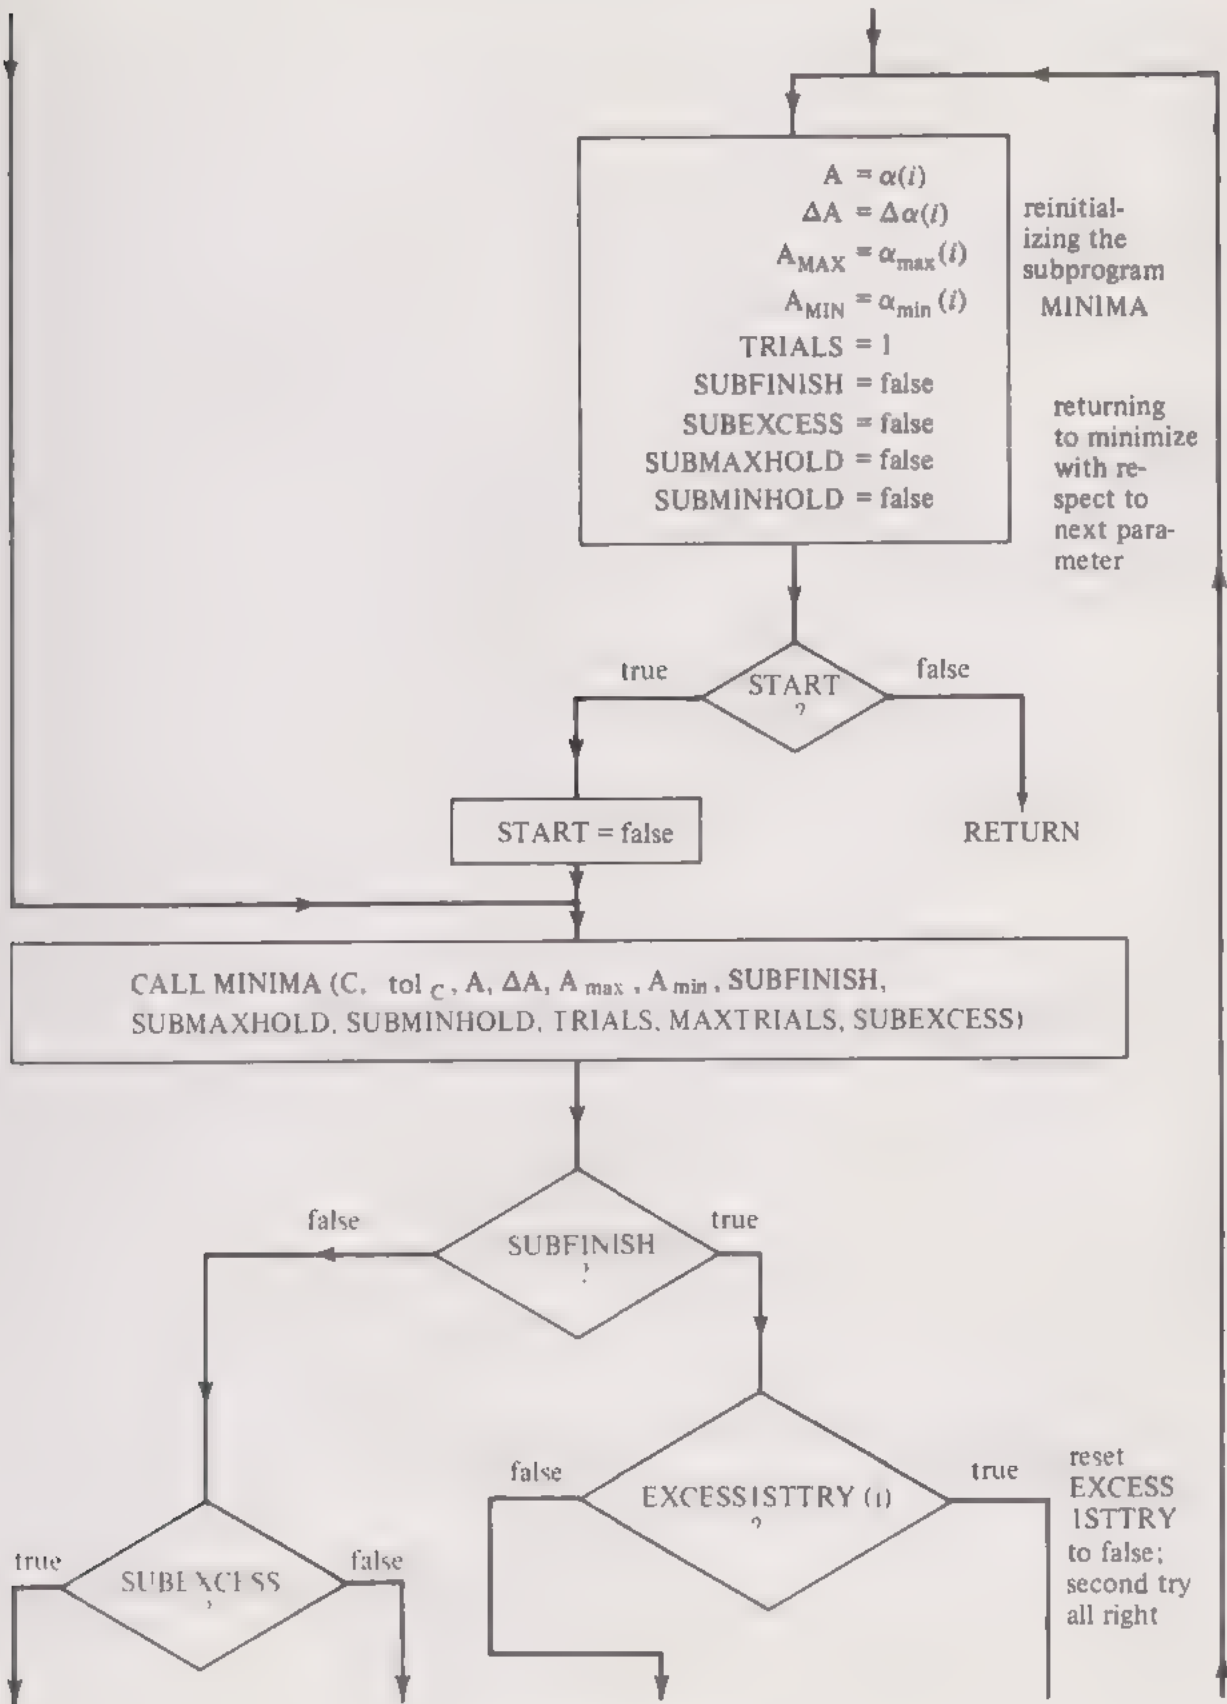 A = α(i)
ΔA = Δα(i)
A_MAX = α_max(i)
A_MIN = α_min(i)
TRIALS = 1
SUBFINISH = false
SUBEXCESS = false
SUBMAXHOLD = false
SUBMINHOLD = false
reinitial-
izing the
subprogram
MINIMA
returning
to minimize
with re-
spect to
next para-
meter
true
START
?
false
START = false
RETURN
CALL MINIMA (C, tol_C, A, ΔA, A_max, A_min, SUBFINISH,
SUBMAXHOLD, SUBMINHOLD, TRIALS, MAXTRIALS, SUBEXCESS)
false
SUBFINISH
?
true
false
EXCESS1STTRY (i)
?
true
reset
EXCESS
1STTRY
to false;
second try
all right
true
SUBEXCESS
?
false